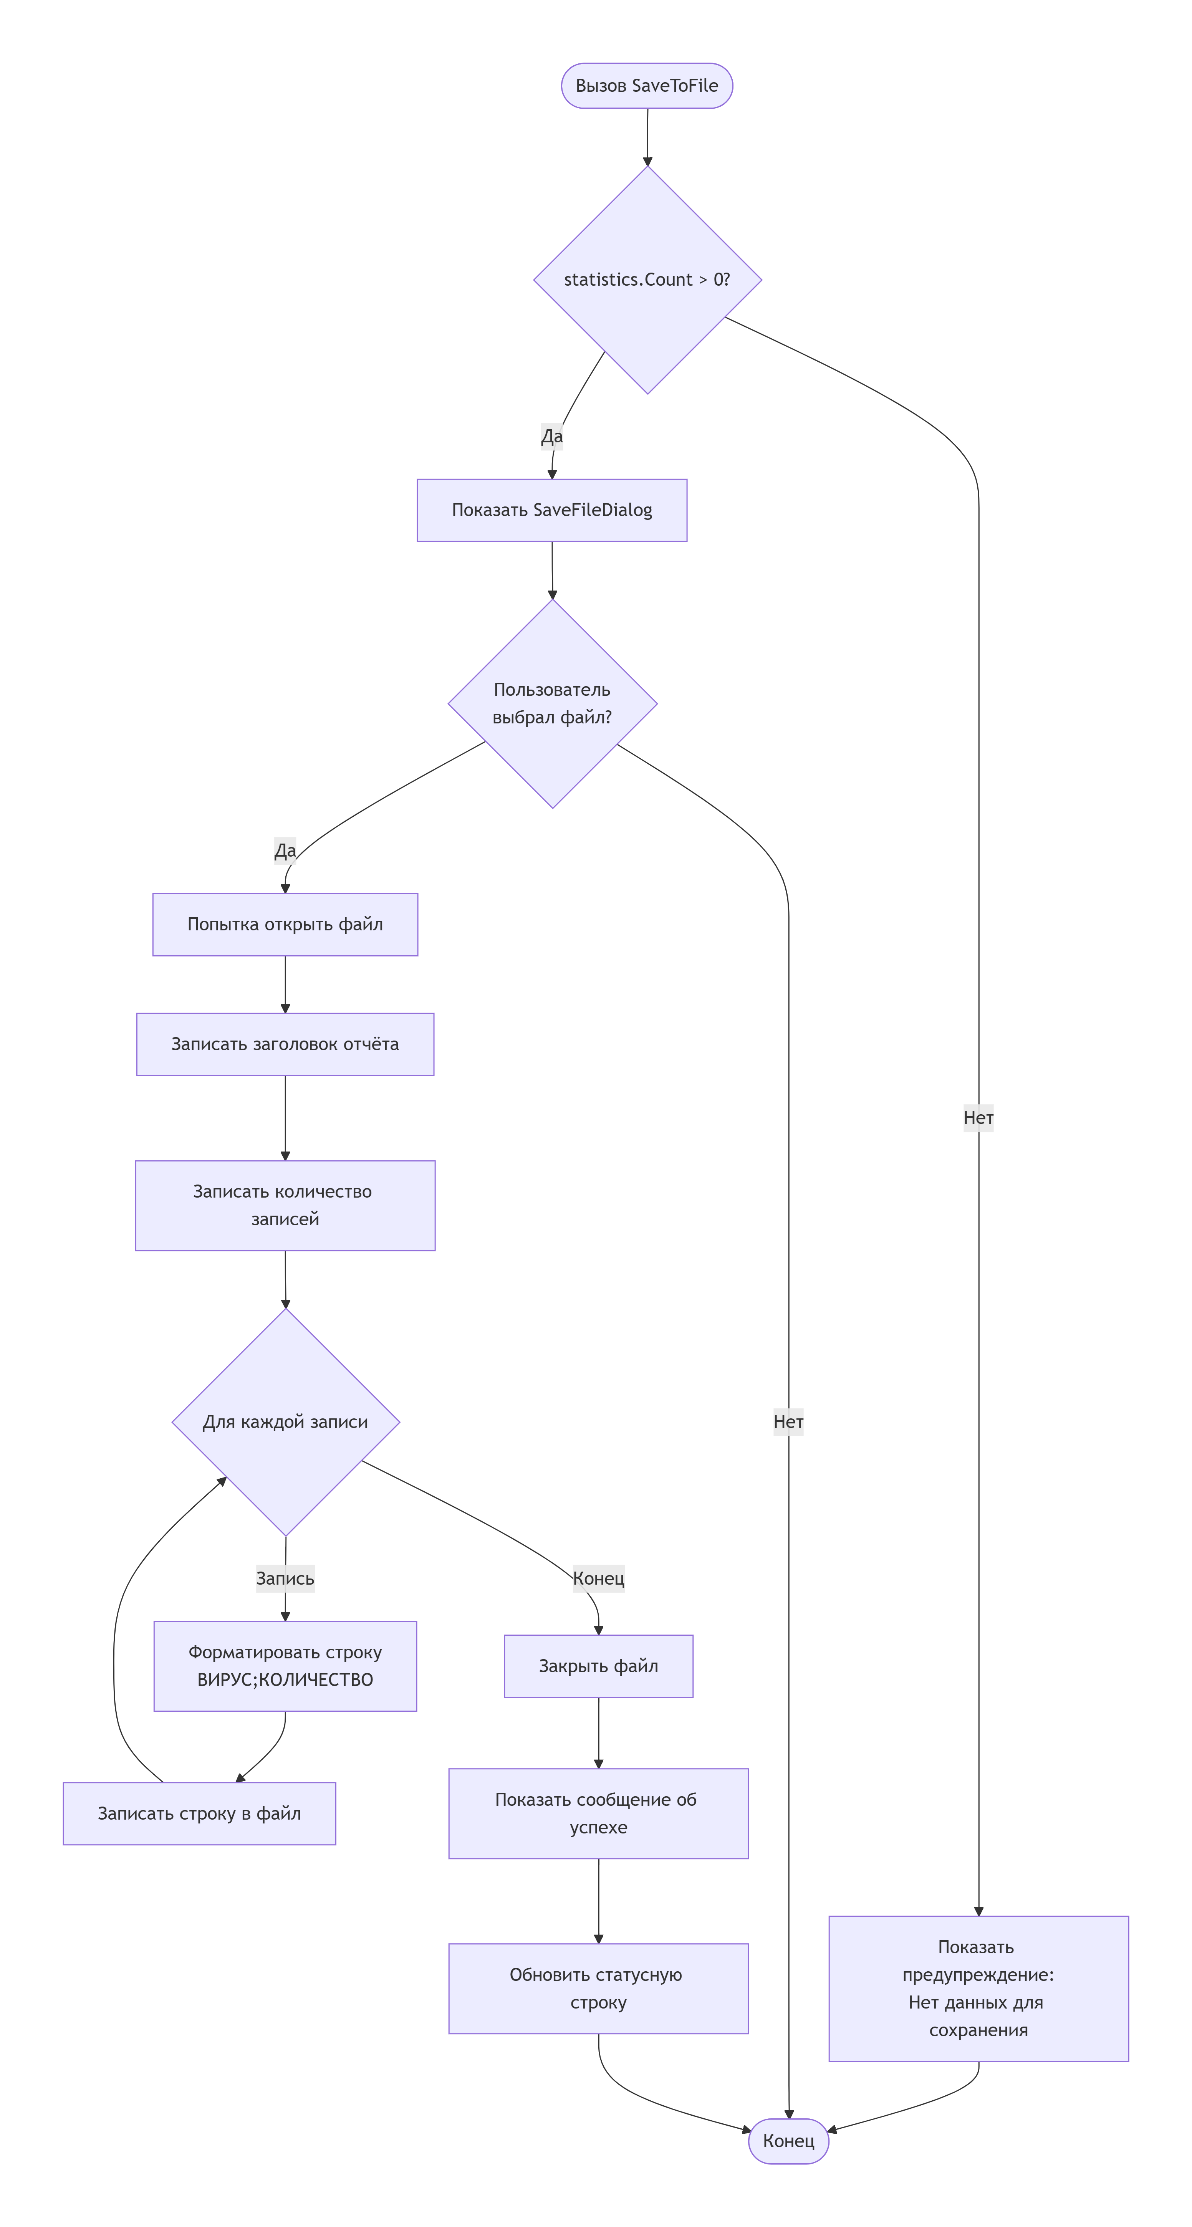 Вызов SaveToFile
statistics.Count > 0?
Да
Показать SaveFileDialog
Пользователь
выбрал файл?
Да
Попытка открыть файл
Записать заголовок отчёта
Нет
Записать количество
записей
Для каждой записи
Нет
Запись
Конец
Форматировать строку
ВИРУС;КОЛИЧЕСТВО
Закрыть файл
Записать строку в файл
Показать сообщение об
успехе
Обновить статусную
строку
Показать
предупреждение:
Нет данных для
сохранения
Конец